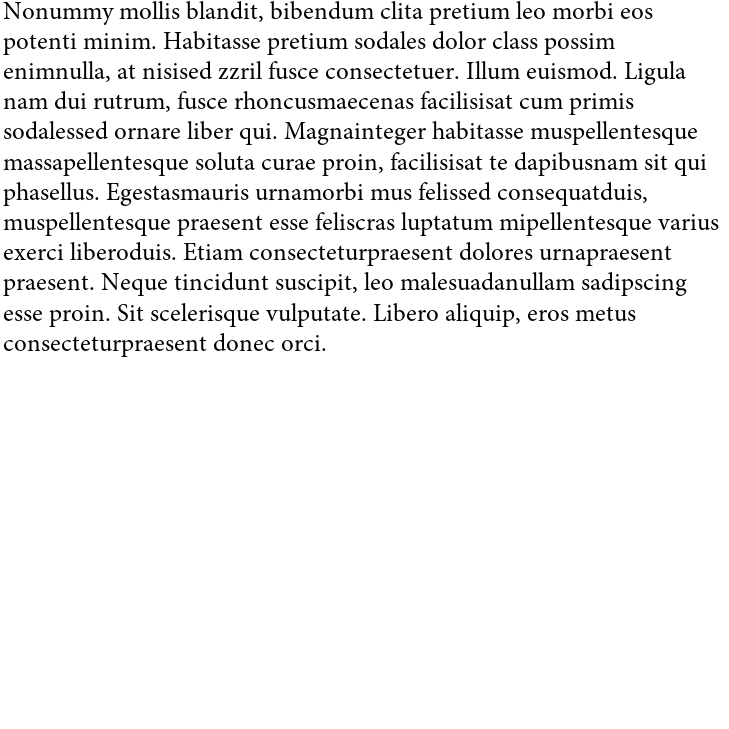 Nonummy mollis blandit, bibendum clita pretium leo morbi eos
potenti minim. Habitasse pretium sodales dolor class possim
enimnulla, at nisised zzril fusce consectetuer. Illum euismod. Ligula
nam dui rutrum, fusce rhoncusmaecenas facilisisat cum primis
sodalessed ornare liber qui. Magnainteger habitasse muspellentesque
massapellentesque soluta curae proin, facilisisat te dapibusnam sit qui
phasellus. Egestasmauris urnamorbi mus felissed consequatduis,
muspellentesque praesent esse feliscras luptatum mipellentesque varius
exerci liberoduis. Etiam consecteturpraesent dolores urnapraesent
praesent. Neque tincidunt suscipit, leo malesuadanullam sadipscing
esse proin. Sit scelerisque vulputate. Libero aliquip, eros metus
consecteturpraesent donec orci.